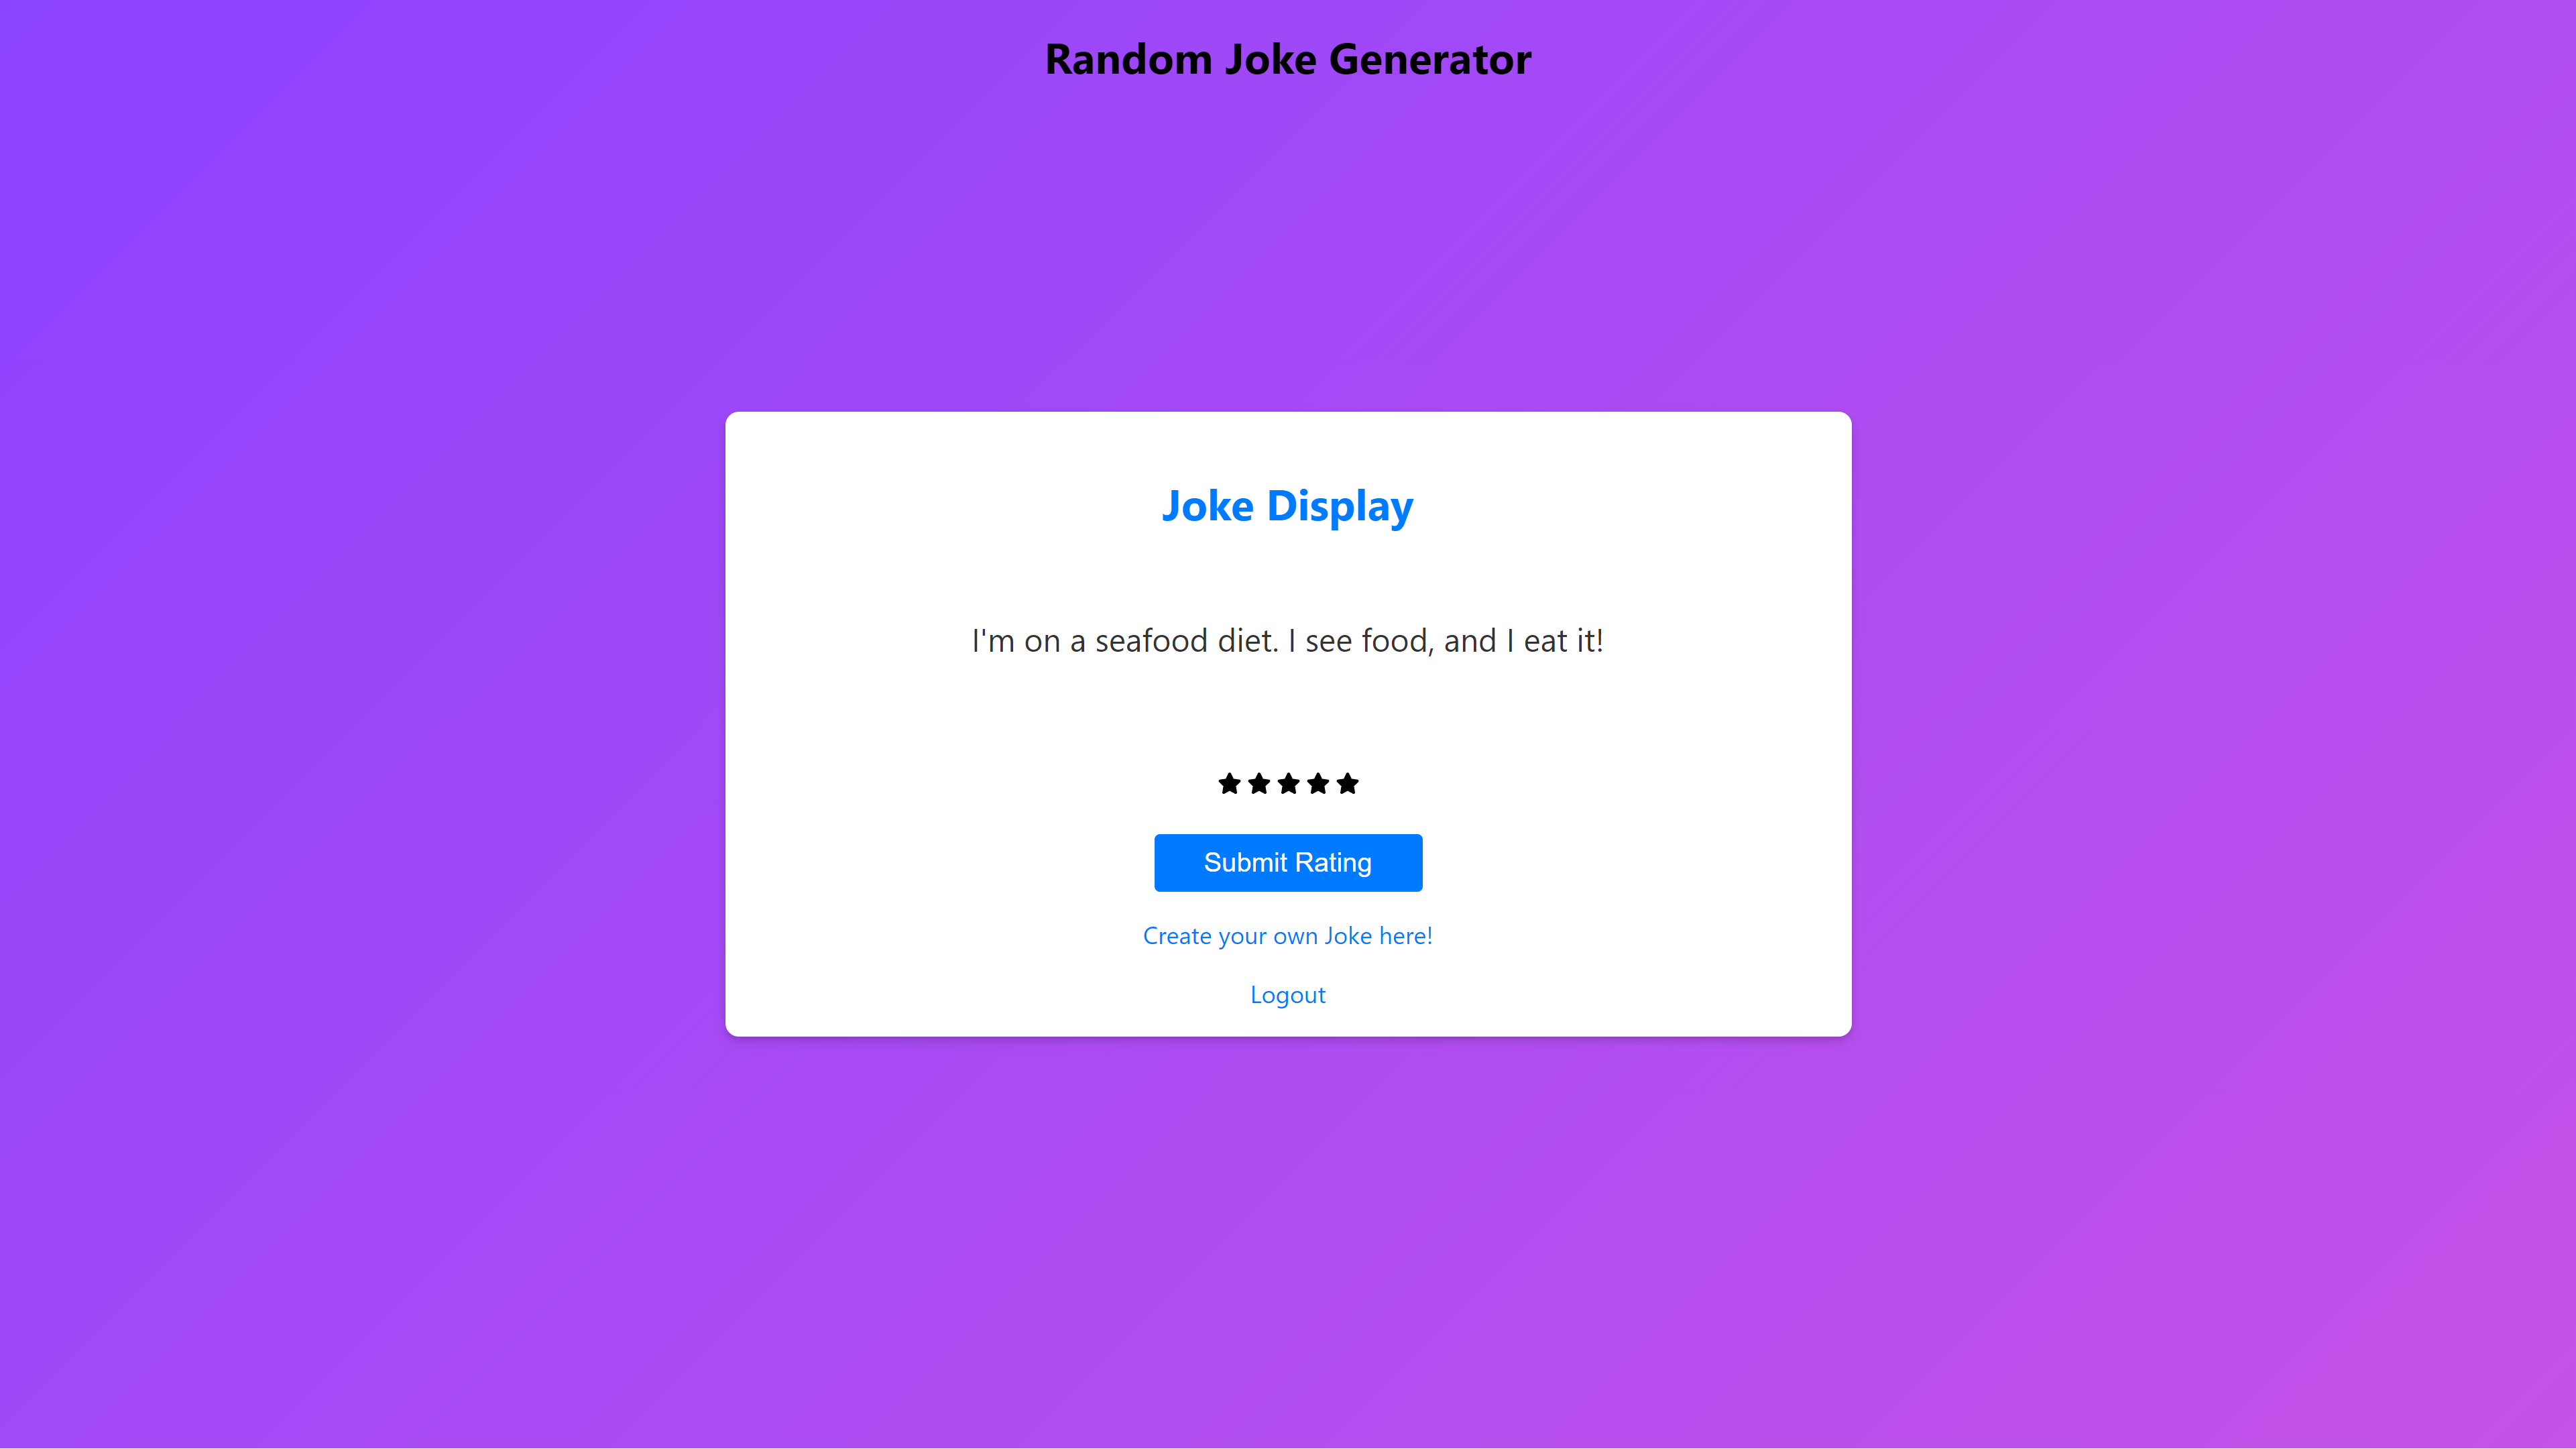 Random Joke Generator
Joke Display
I'm on a seafood diet. I see food, and I eat it!
Submit Rating
Create your own Joke here!
Logout